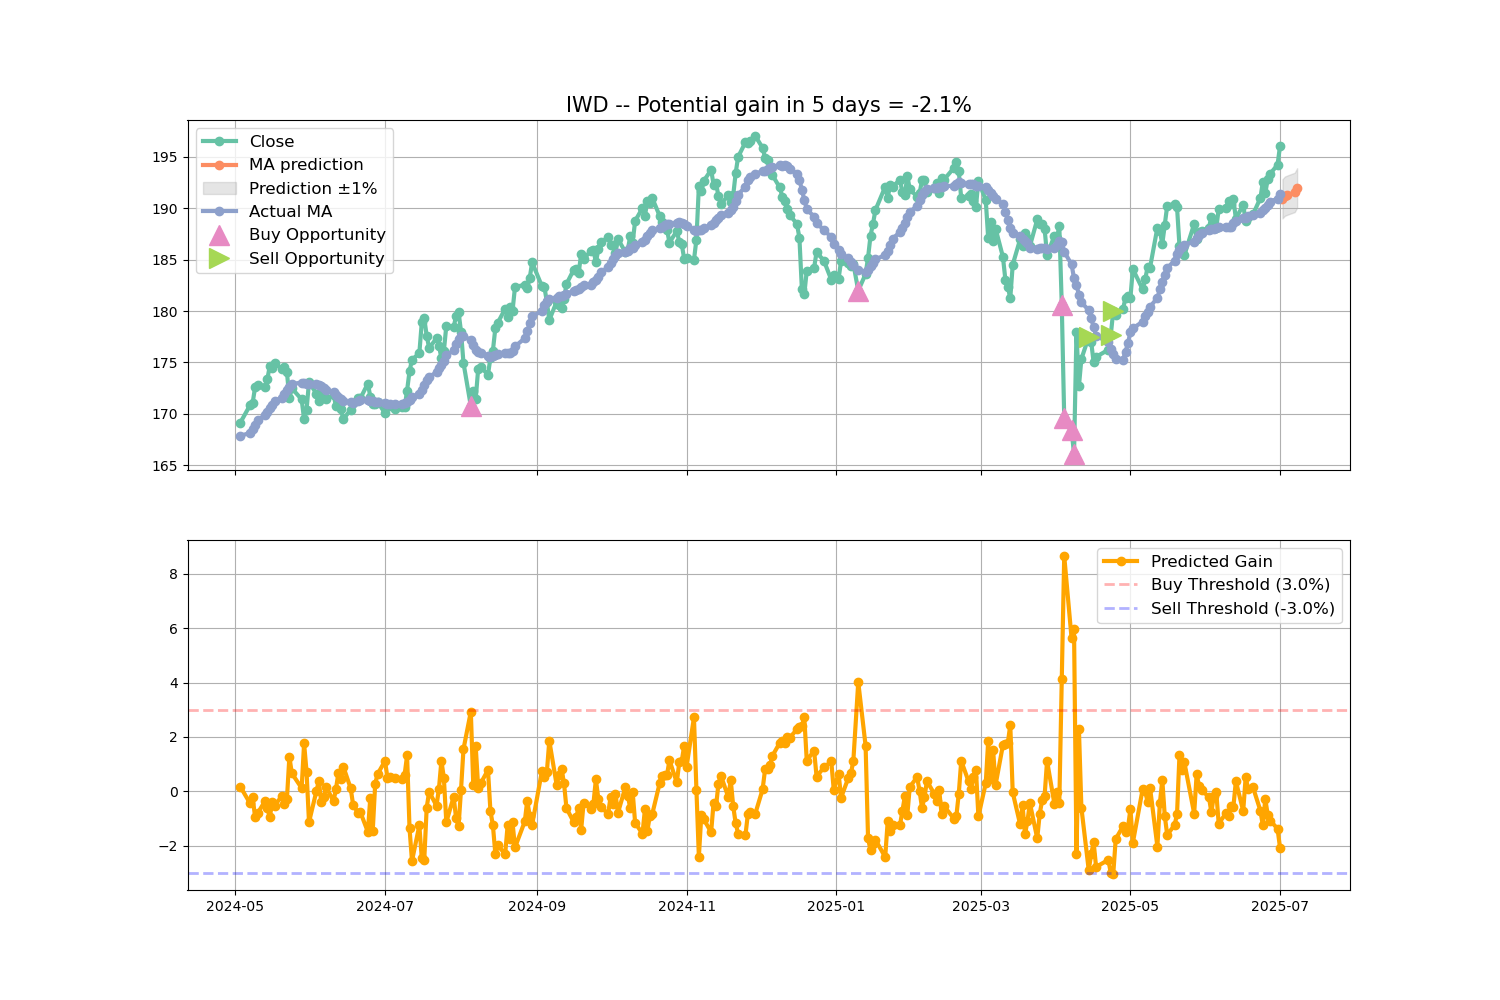 IWD -- Potential gain in 5 days = -2.1%
Close
MA prediction
Prediction ±1%
Actual MA
Buy Opportunity
Sell Opportunity
195
190
185
180
175
170
165
Predicted Gain
Buy Threshold (3.0%)
Sell Threshold (-3.0%)
8
6
4
2
0
−2
2024-05 2024-07 2024-09 2024-11 2025-01 2025-03 2025-05 2025-07